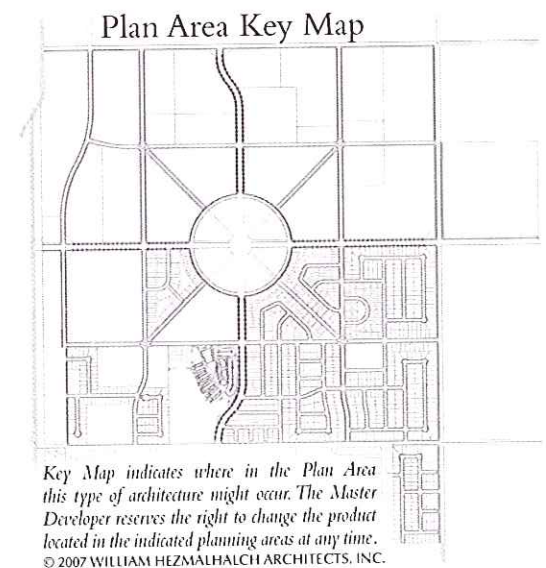 Plan Area Key Map
Key Map indicates where in the Plan Area
this type of architecture might occur. The Master
Developer reserves the right to change the product
located in the indicated planning areas at any time.
© 2007 WILLIAM HEZMALHALCH ARCHITECTS, INC.